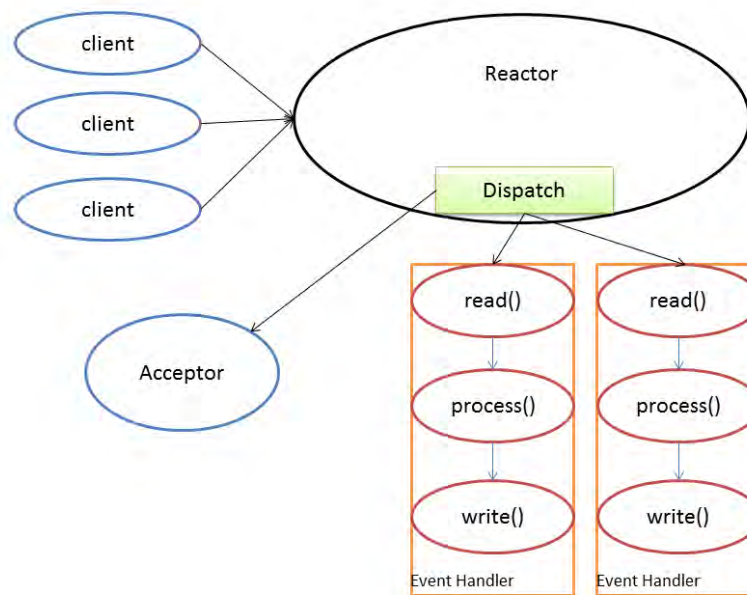 client
client
client
Reactor
Dispatch
Acceptor
read()
process()
write()
Event Handler
read()
process()
write()
Event Handler